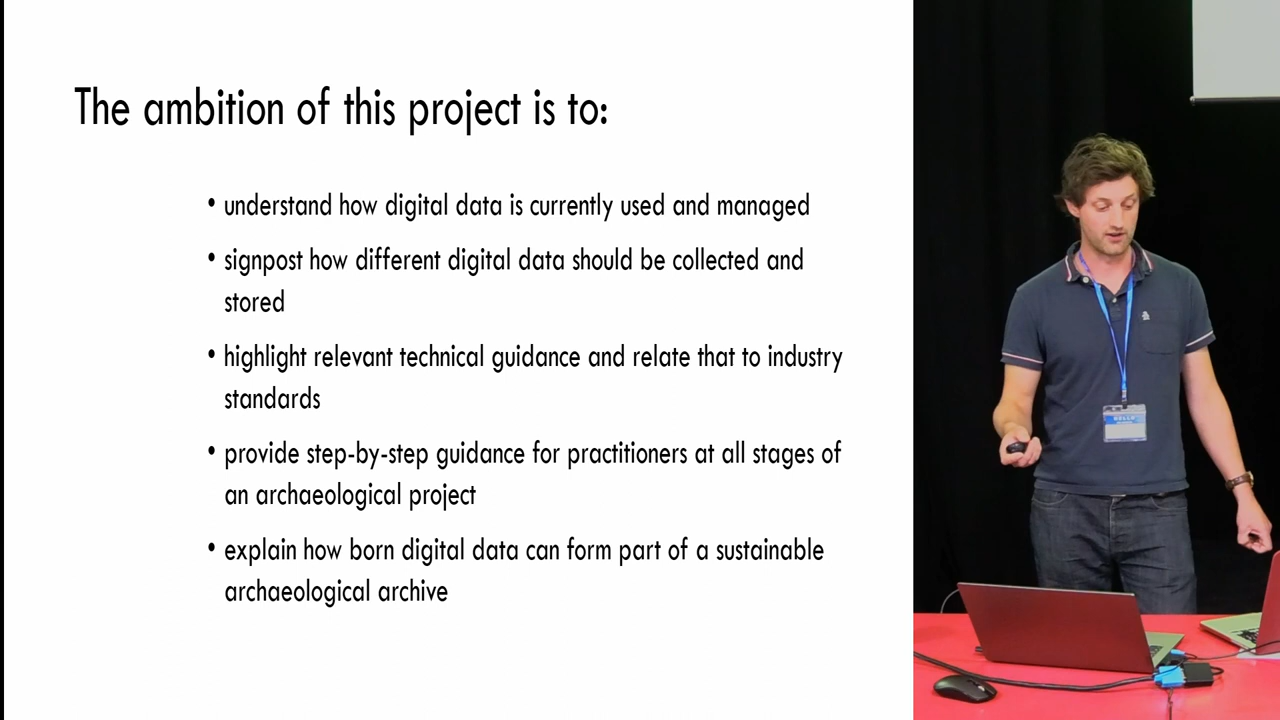 The ambition of this project is to:
• understand how digital data is currently used and managed
• signpost how different digital data should be collected and
stored
• highlight relevant technical guidance and relate that to industry
standards
• provide step-by-step guidance for practitioners at all stages of
an archaeological project
• explain how born digital data can form part of a sustainable
archaeological archive
HELLO